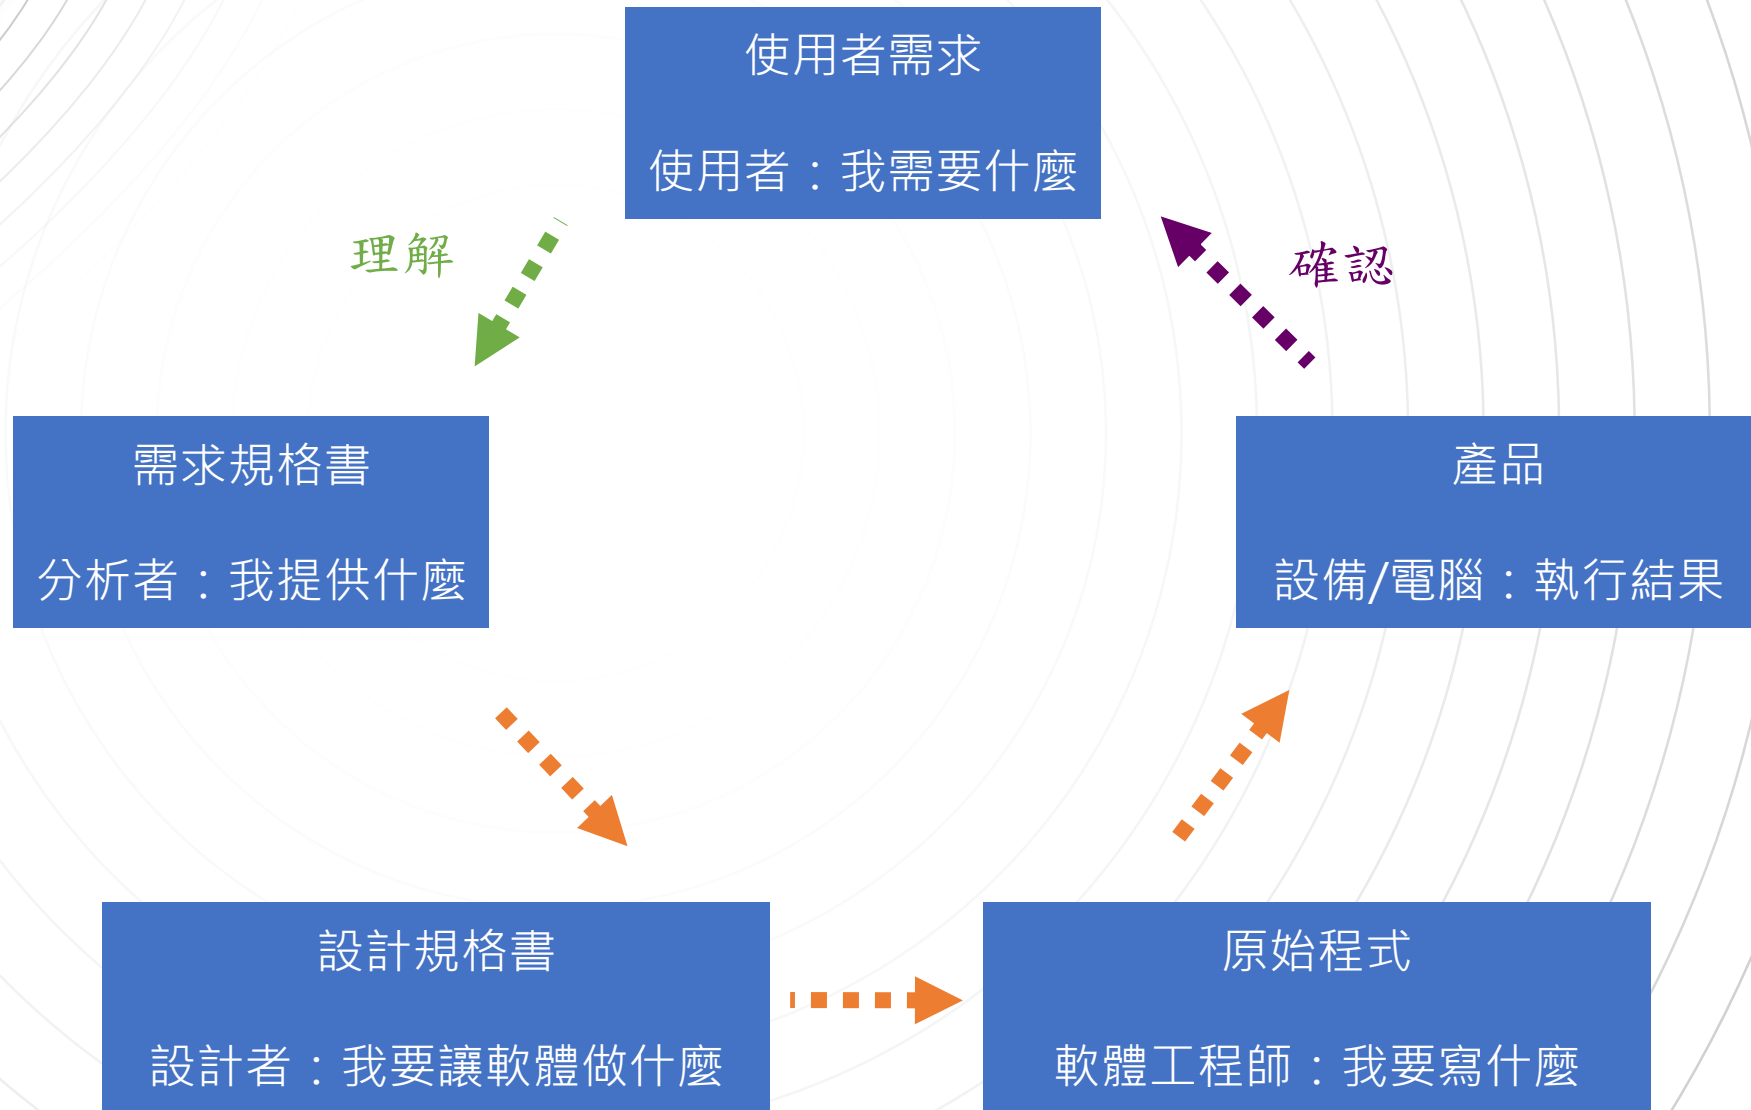 使用者需求
使用者：我需要什麼
理解
確認
需求規格書
分析者：我提供什麼
產品
設備/電腦：執行結果
設計規格書
設計者：我要讓軟體做什麼
原始程式
軟體工程師：我要寫什麼